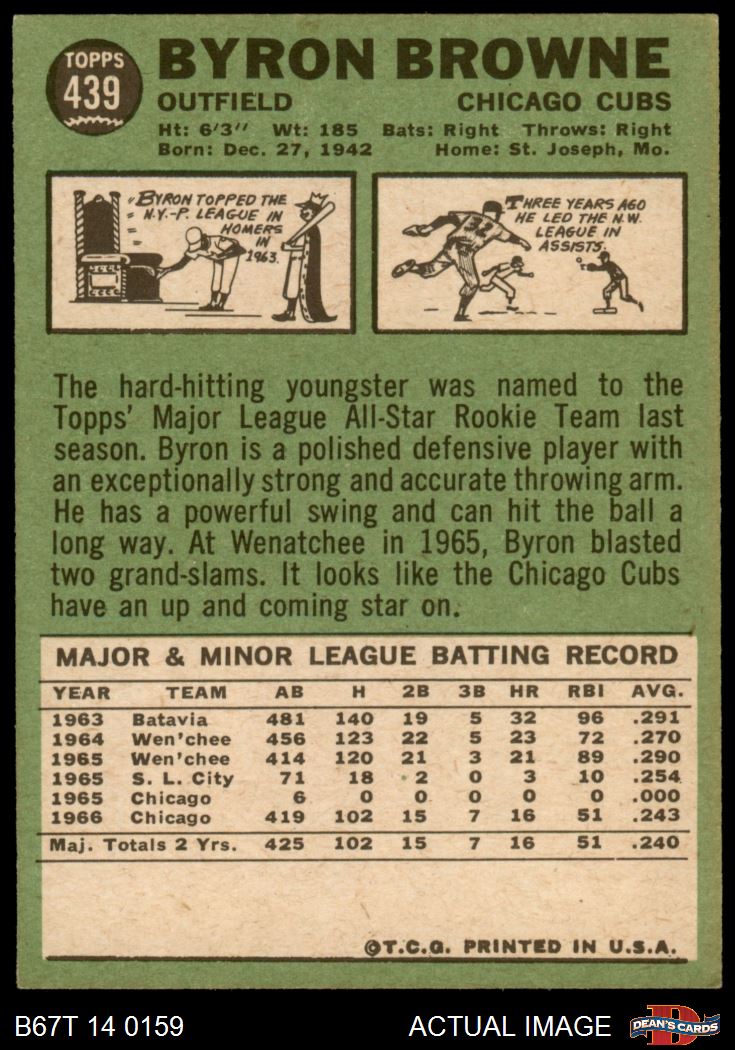 TOPPS
439
BYRON BROWNE
OUTFIELD CHICAGO CUBS
Ht: 6'3" Wt: 185 Bats: Right Throws: Right
Born: Dec. 27, 1942 Home: St. Joseph, Mo.
BYRON TOPPED THE
N.Y.-P. LEAGUE IN
HOMERS
IN
1963.
THREE YEARS AGO
HE LED THE N.W.
LEAGUE IN
ASSISTS.
32
The hard-hitting youngster was named to the
Topps' Major League All-Star Rookie Team last
season. Byron is a polished defensive player with
an exceptionally strong and accurate throwing arm.
He has a powerful swing and can hit the ball a
long way. At Wenatchee in 1965, Byron blasted
two grand-slams. It looks like the Chicago Cubs
have an up and coming star on.
MAJOR & MINOR LEAGUE BATTING RECORD
YEAR TEAM AB H 2B 3B HR RBI AVG.
1963 Batavia 481 140 19 5 32 96 .291
1964 Wen'chee 456 123 22 5 23 72 .270
1965 Wen'chee 414 120 21 3 21 89 .290
1965 S. L. City 71 18 2 0 3 10 .254
1965 Chicago 6 0 0 0 0 0 .000
1966 Chicago 419 102 15 7 16 51 .243
Maj. Totals 2 Yrs. 425 102 15 7 16 51 .240
©T.C.G. PRINTED IN U.S.A.
B67T 14 0159 ACTUAL IMAGE
D
DEAN'S CARDS